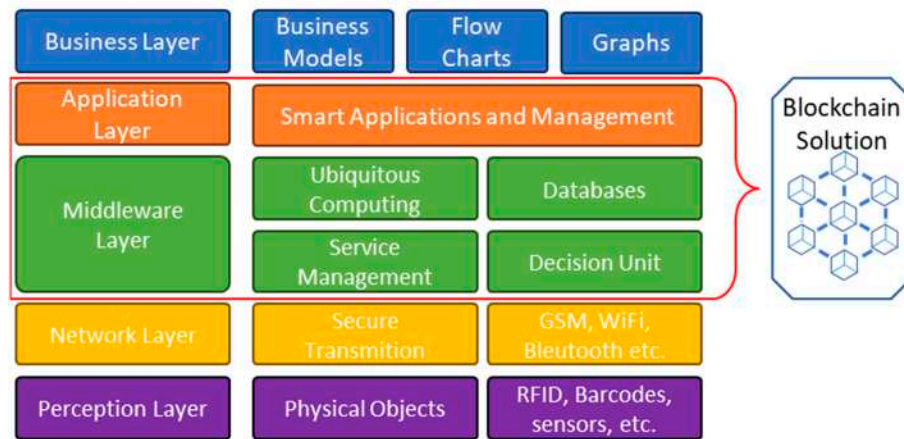 Business Layer
Business
Models
Flow
Charts
Graphs
Application
Layer
Smart Applications and Management
Middleware
Layer
Ubiquitous
Computing
Databases
Service
Management
Decision Unit
Network Layer
Secure
Transmition
GSM, WiFi,
Bleutooth etc.
Perception Layer
Physical Objects
RFID, Barcodes,
sensors, etc.
Blockchain
Solution